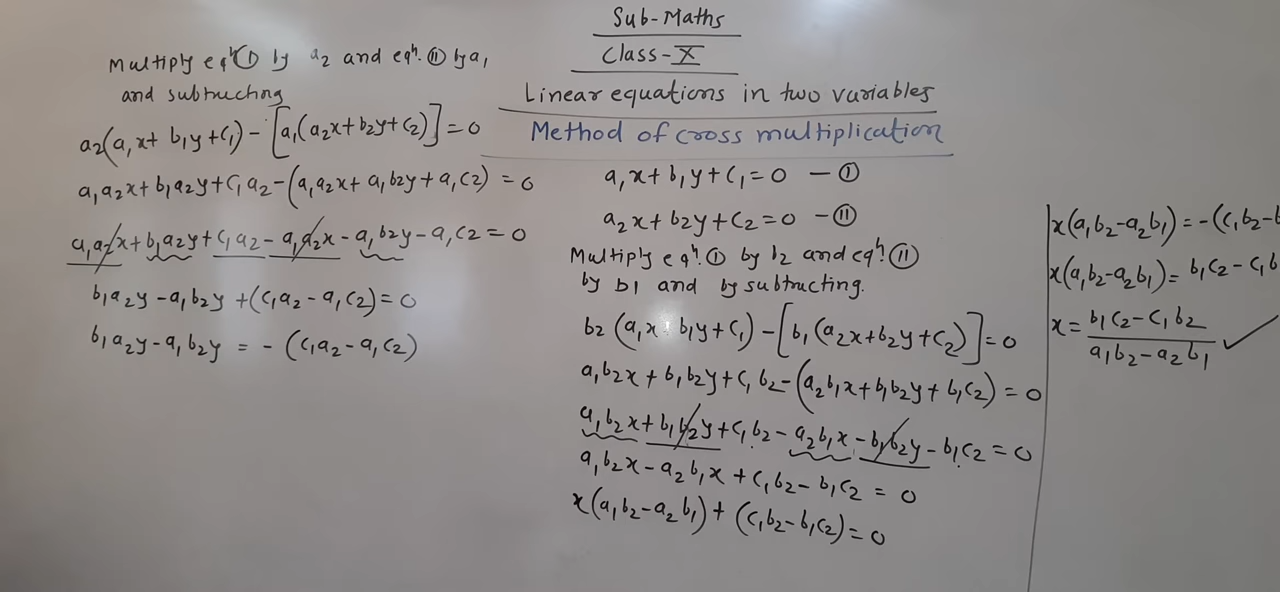 Sub-Maths
Class-X
Linear equations in two variables
Method of cross multiplication
a₁x+b₁y+c₁=0 — Ⓘ
a₂x+b₂y+c₂=0 — Ⓘ Ⓘ
Multiply eqⁿ. Ⓘ by b₂ and eqⁿ. Ⓘ Ⓘ
by b₁ and by subtracting.
b₂(a₁x+b₁y+c₁)-[b₁(a₂x+b₂y+c₂)]=0
a₁b₂x+b₁b₂y+c₁b₂-(a₂b₁x+b₁b₂y+b₁c₂)=0
a₁b₂x+b₁b₂y+c₁b₂-a₂b₁x-b₁b₂y-b₁c₂=0
a₁b₂x-a₂b₁x+c₁b₂-b₁c₂=0
x(a₁b₂-a₂b₁)+(c₁b₂-b₁c₂)=0
x(a₁b₂-a₂b₁)=-(c₁b₂-b
x(a₁b₂-a₂b₁)=b₁c₂-c₁b
x=b₁c₂-c₁b₂
a₁b₂-a₂b₁ ✓
Multiply eqⁿ Ⓘ by a₂ and eqⁿ. Ⓘ Ⓘ by a₁
and subtructing
a₂(a₁x+b₁y+c₁)-[a₁(a₂x+b₂y+c₂)]=0
a₁a₂x+b₁a₂y+c₁a₂-(a₁a₂x+a₁b₂y+a₁c₂)=0
a₁a₂x+b₁a₂y+c₁a₂-a₁a₂x-a₁b₂y-a₁c₂=0
b₁a₂y-a₁b₂y+(c₁a₂-a₁c₂)=0
b₁a₂y-a₁b₂y=-(c₁a₂-a₁c₂)